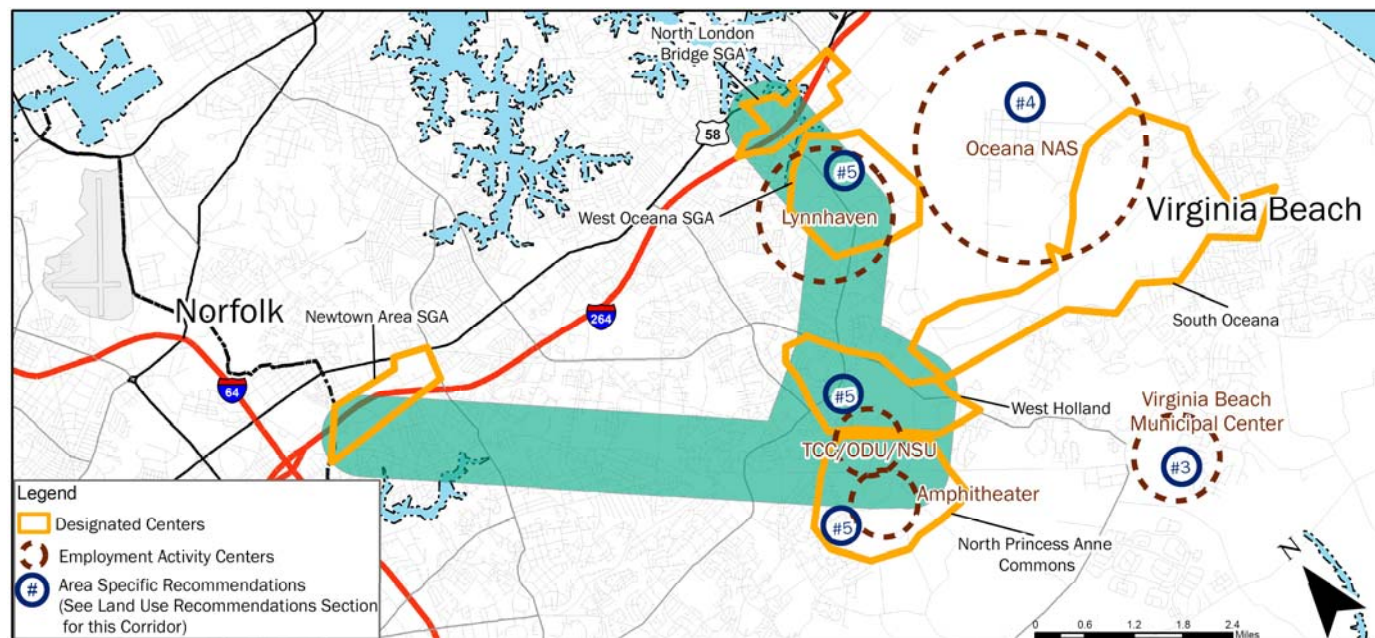 North London
Bridge SGA
58
#4
Oceana NAS
#5
West Oceana SGA
Lynnhaven
Virginia Beach
Norfolk
Newtown Area SGA
264
South Oceana
64
#5
West Holland
Virginia Beach
Municipal Center
TCC/ODU/NSU
#3
Amphitheater
#5
North Princess Anne
Commons
N
Legend
Designated Centers
Employment Activity Centers
# Area Specific Recommendations
(See Land Use Recommendations Section
for this Corridor)
0 0.6 1.2 1.8 2.4
Miles